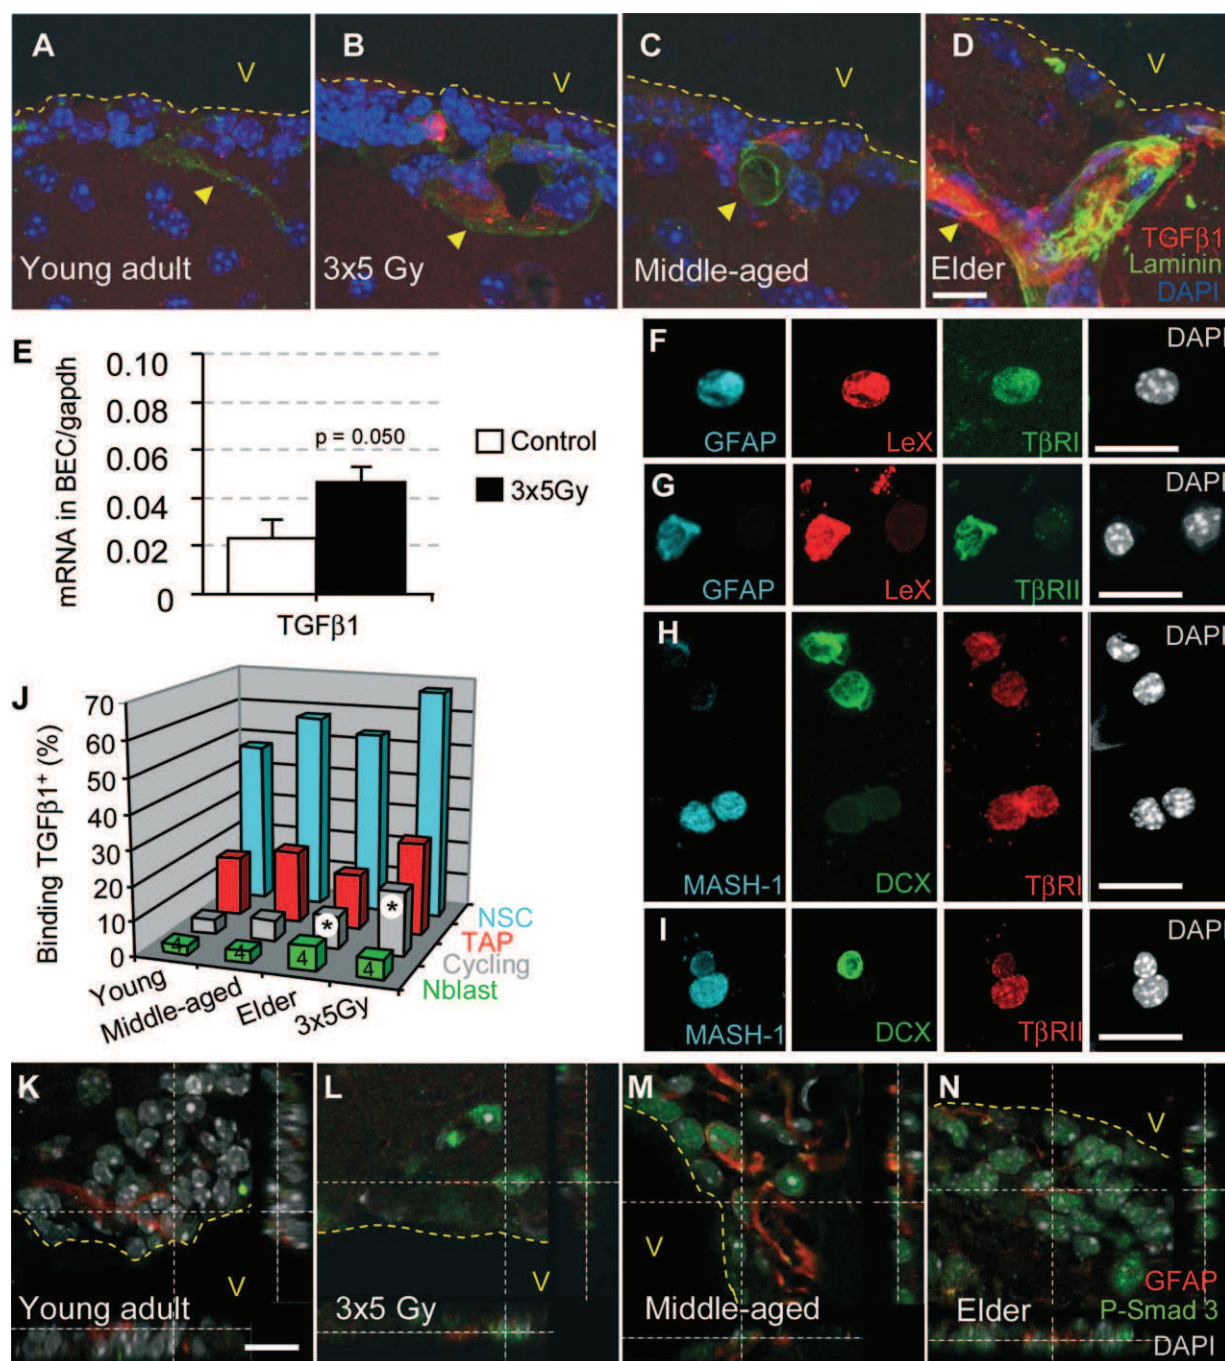 A
V
Young adult
B
V
3x5 Gy
C
V
Middle-aged
D
V
Elder
TGFβ1
Laminin
DAPI
E
0.10
0.08
0.06
0.04
0.02
0
mRNA in BEC/gapdh
p = 0.050
TGFβ1
Control
3x5Gy
F
GFAP
LeX
TβRI
DAPI
G
GFAP
LeX
TβRII
DAPI
H
MASH-1
DCX
TβRI
DAPI
I
MASH-1
DCX
TβRII
DAPI
J
70
60
50
40
30
20
10
0
Binding TGFβ1⁺ (%)
4
4
4
4
*
*
Young
Middle-aged
Elder
3x5Gy
NSC
TAP
Cycling
Nblast
K
V
Young adult
L
V
3x5 Gy
M
V
Middle-aged
N
V
Elder
GFAP
P-Smad 3
DAPI